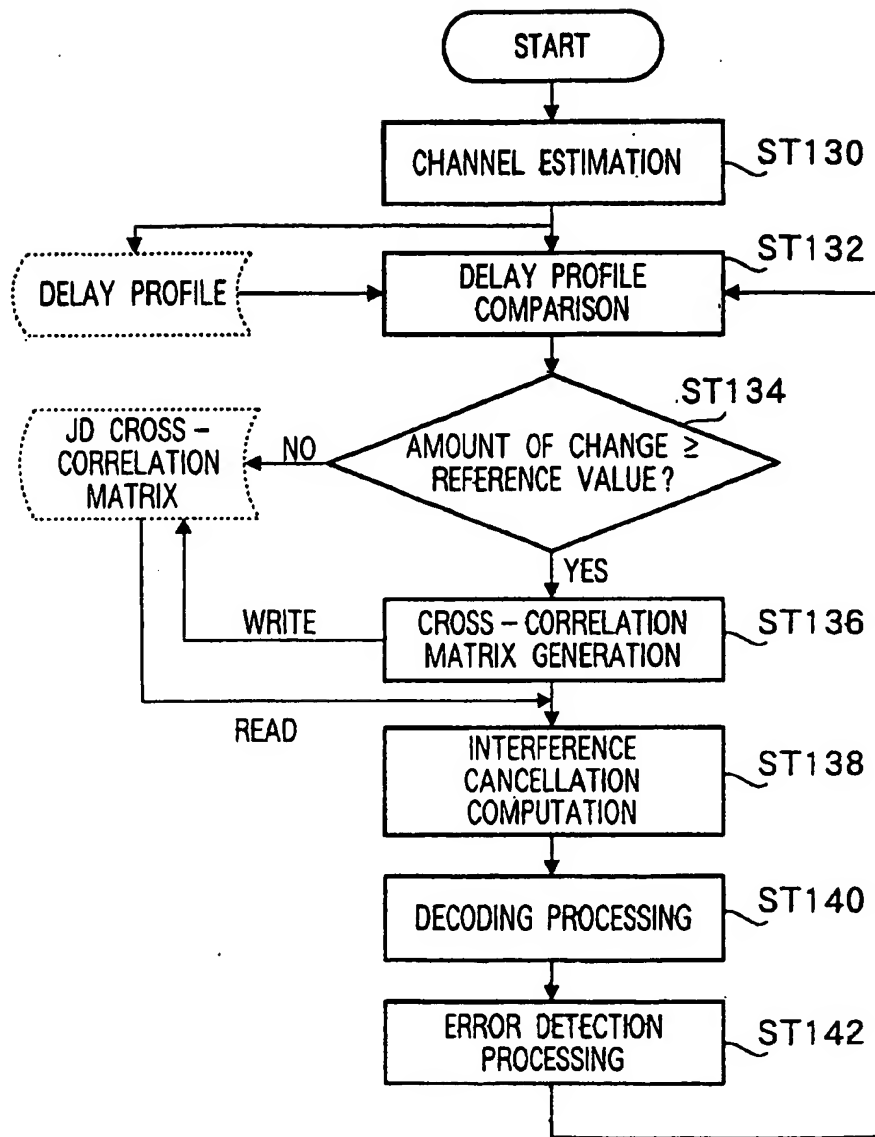 START
CHANNEL ESTIMATION
ST130
ST132
DELAY PROFILE
DELAY PROFILE
COMPARISON
ST134
JD CROSS-
CORRELATION
MATRIX
NO
AMOUNT OF CHANGE ≥
REFERENCE VALUE?
YES
WRITE
CROSS-CORRELATION
MATRIX GENERATION
ST136
READ
INTERFERENCE
CANCELLATION
COMPUTATION
ST138
DECODING PROCESSING
ST140
ERROR DETECTION
PROCESSING
ST142